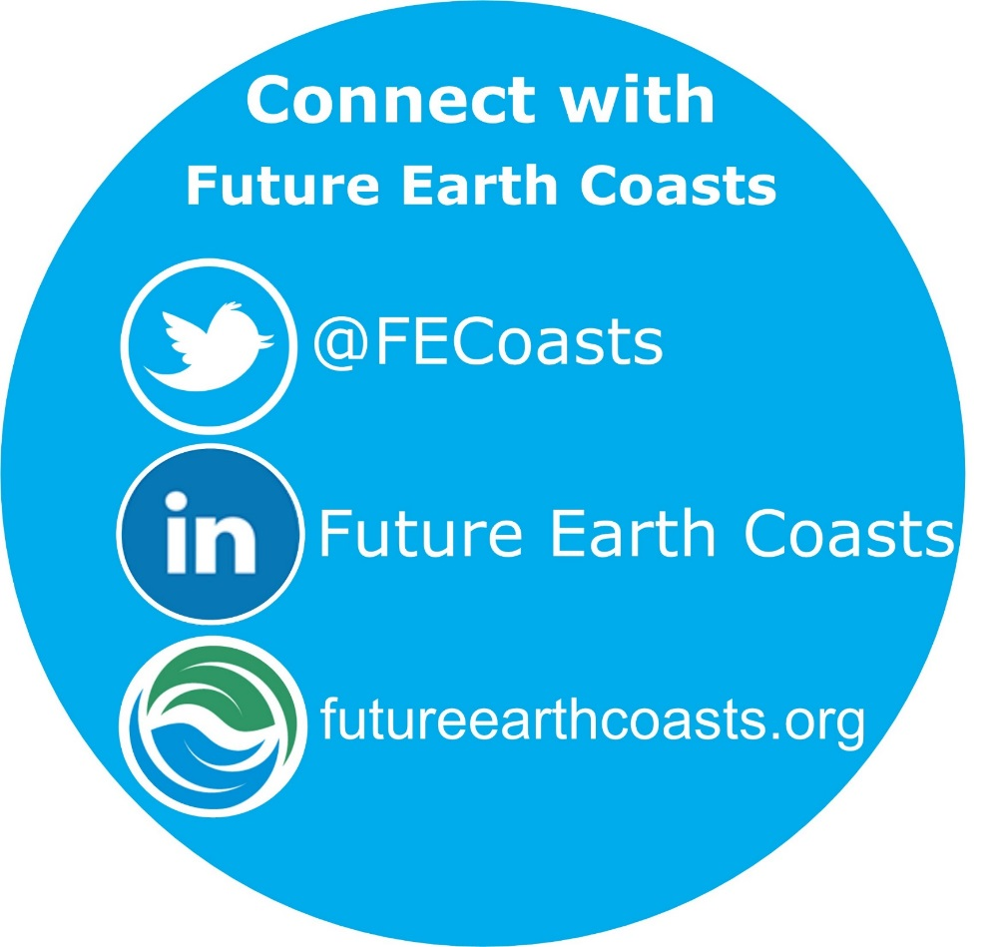 Connect with
Future Earth Coasts
@FECoasts
in
Future Earth Coasts
futureearthcoasts.org